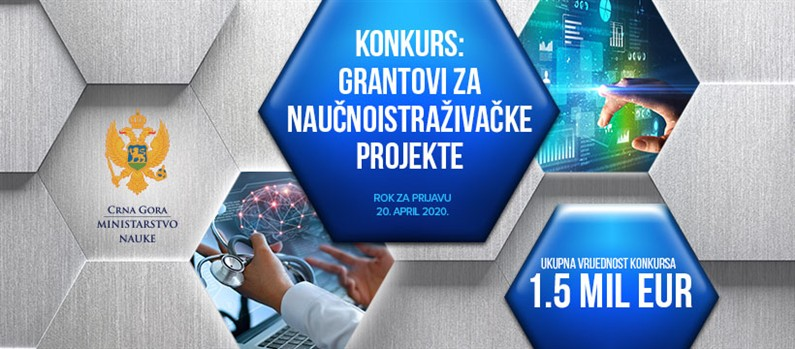 KONKURS:
GRANTOVI ZA
NAUČNOISTRAŽIVAČKE
PROJEKTE
ROK ZA PRIJAVU
20. APRIL 2020.
CRNA GORA
MINISTARSTVO
NAUKE
UKUPNA VRIJEDNOST KONKURSA
1.5 MIL EUR